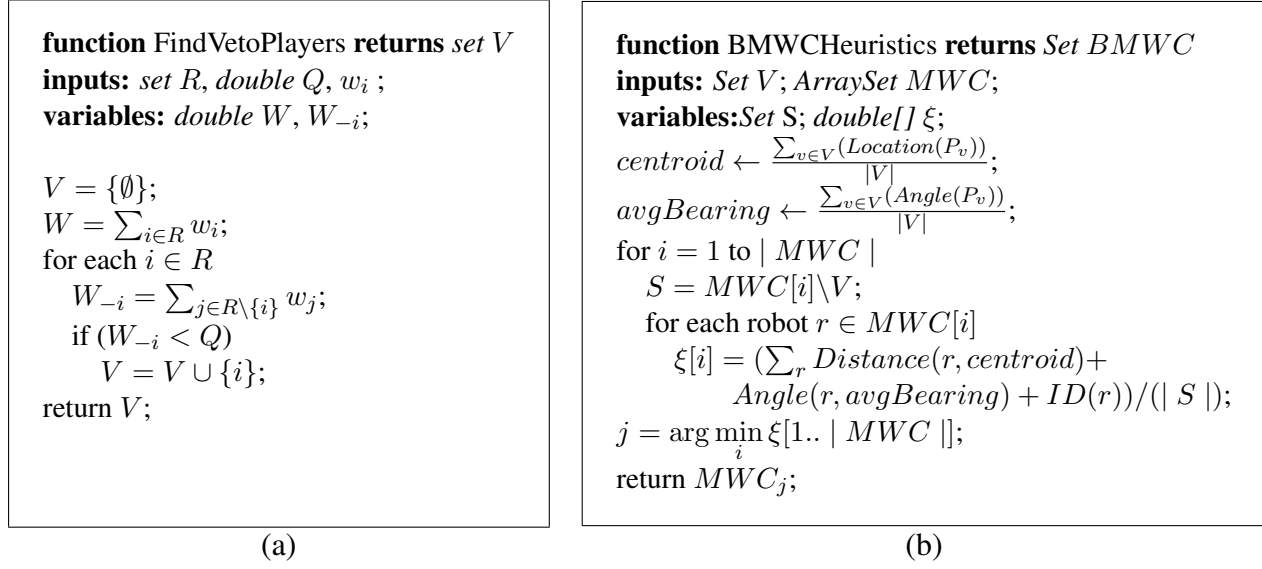 function FindVetoPlayers returns set V
inputs: set R, double Q, w_i ;
variables: double W, W_{-i};
V = {∅};
W = ∑_{i∈R} w_i;
for each i ∈ R
W_{-i} = ∑_{j∈R\{i}} w_j;
if (W_{-i} < Q)
V = V ∪ {i};
return V;
(a)
function BMWCHeuristics returns Set BMWC
inputs: Set V; ArraySet MWC;
variables:Set S; double[] ξ;
centroid ← \frac{∑_{v∈V}(Location(P_v))}{|V|};
avgBearing ← \frac{∑_{v∈V}(Angle(P_v))}{|V|};
for i = 1 to | MWC |
S = MWC[i]\V;
for each robot r ∈ MWC[i]
ξ[i] = (∑_r Distance(r, centroid)+
Angle(r, avgBearing) + ID(r))/(| S |);
j = arg min_i ξ[1.. | MWC |];
return MWC_j;
(b)